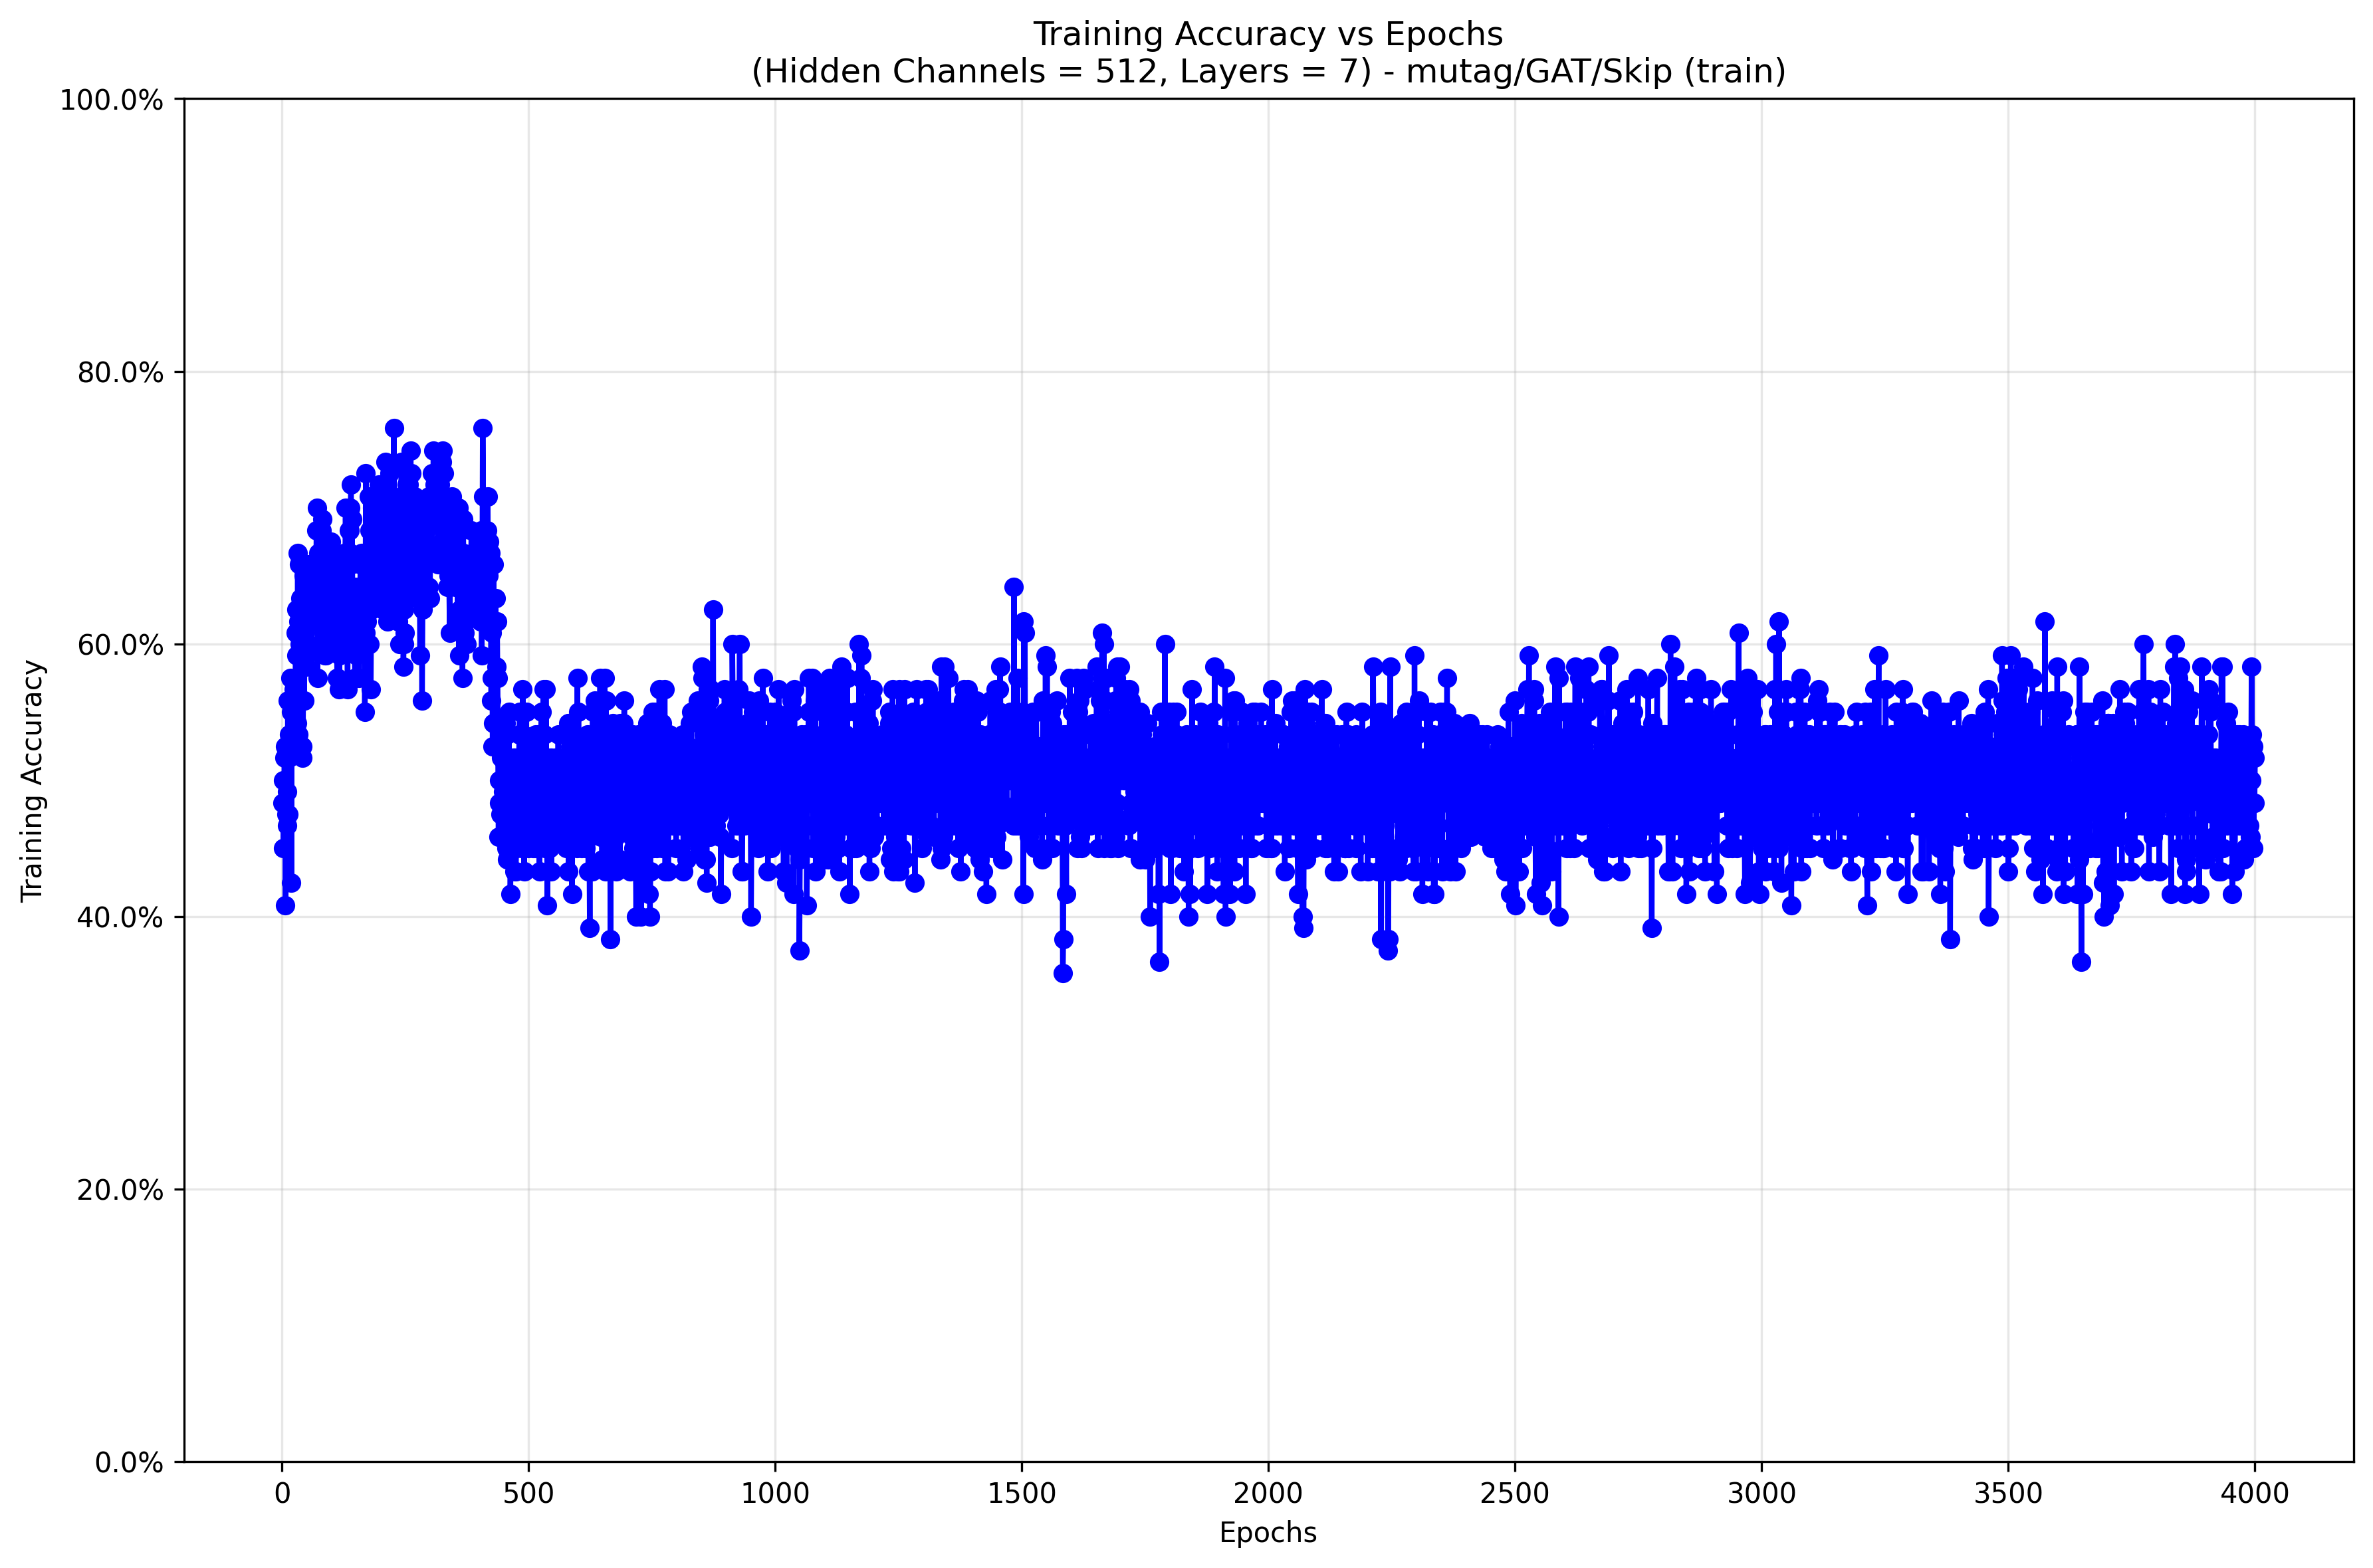 Training Accuracy vs Epochs
(Hidden Channels = 512, Layers = 7) - mutag/GAT/Skip (train)
100.0%
80.0%
60.0%
40.0%
20.0%
0.0%
Training Accuracy
0 500 1000 1500 2000 2500 3000 3500 4000
Epochs